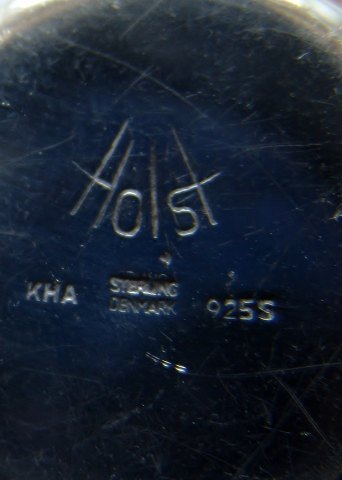 Holst
KHA STERLING 925S
DENMARK